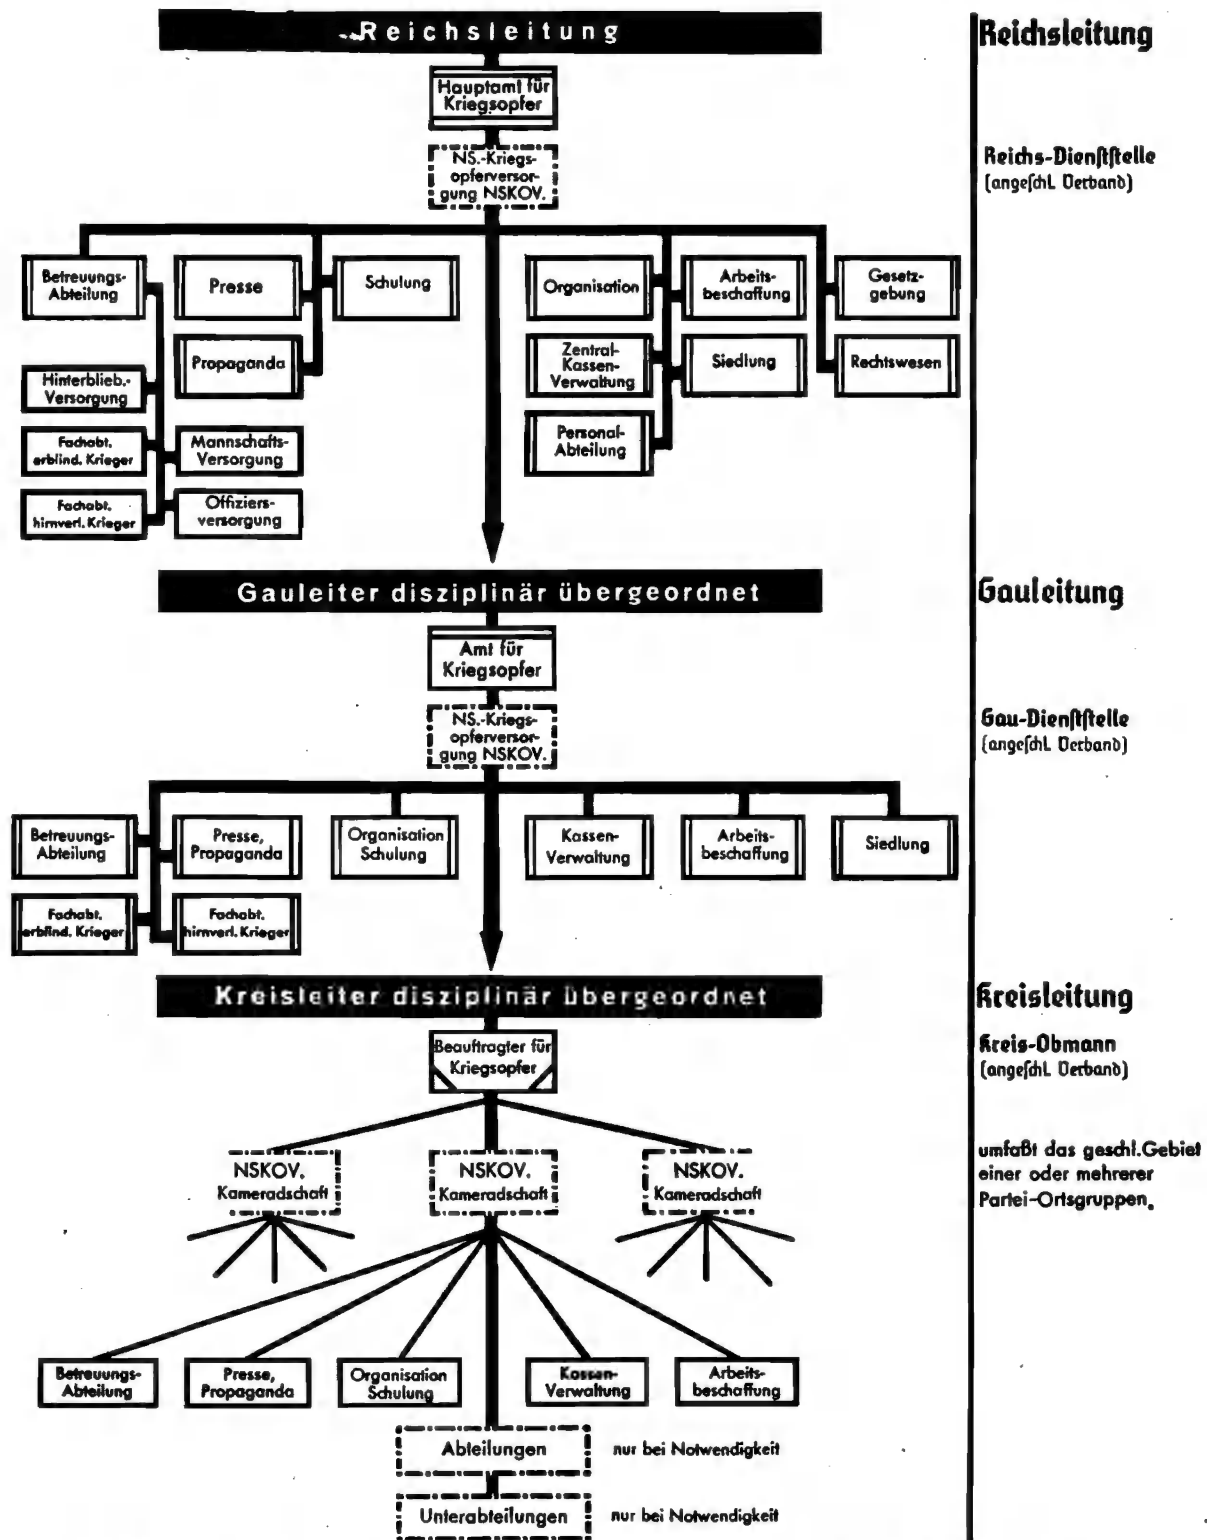 Reichsleitung
Reichsleitung
Hauptamt für
Kriegsopfer
NS.-Kriegs-
opferversor-
gung NSKOV.
Reichs-Dienſtſtelle
(angeſchl. Verband)
Betreuungs-
Abteilung
Presse
Schulung
Organisation
Arbeits-
beschaffung
Gesetz-
gebung
Propaganda
Zentral-
Kassen-
Verwaltung
Siedlung
Rechtswesen
Hinterblieb.-
Versorgung
Personal-
Abteilung
Fachabt.
erblind. Krieger
Mannschafts-
Versorgung
Fachabt.
hirnverl. Krieger
Offiziers-
versorgung
Gauleiter disziplinär übergeordnet
Gauleitung
Amt für
Kriegsopfer
NS.-Kriegs-
opferversor-
gung NSKOV.
Gau-Dienſtſtelle
(angeſchl. Verband)
Betreuungs-
Abteilung
Presse,
Propaganda
Organisation
Schulung
Kassen-
Verwaltung
Arbeits-
beschaffung
Siedlung
Fachabt.
erblind. Krieger
Fachabt.
hirnverl. Krieger
Kreisleiter disziplinär übergeordnet
Kreisleitung
Beauftragter für
Kriegsopfer
Kreis-Obmann
(angeſchl. Verband)
NSKOV.
Kameradschaft
NSKOV.
Kameradschaft
NSKOV.
Kameradschaft
umfaßt das geschl. Gebiet
einer oder mehrerer
Partei-Ortsgruppen.
Betreuungs-
Abteilung
Presse,
Propaganda
Organisation
Schulung
Kassen-
Verwaltung
Arbeits-
beschaffung
Abteilungen
nur bei Notwendigkeit
Unterabteilungen
nur bei Notwendigkeit